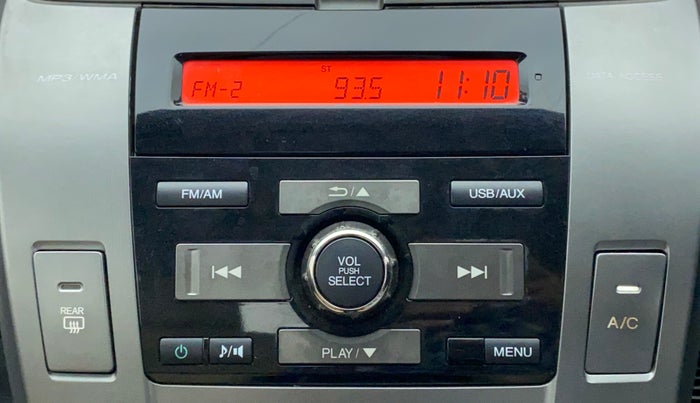 MP3/WMA
ST
FM-2 93.5 11:10
DATA ACCESS
FM/AM
USB/AUX
VOL
PUSH
SELECT
REAR
A/C
PLAY/
MENU